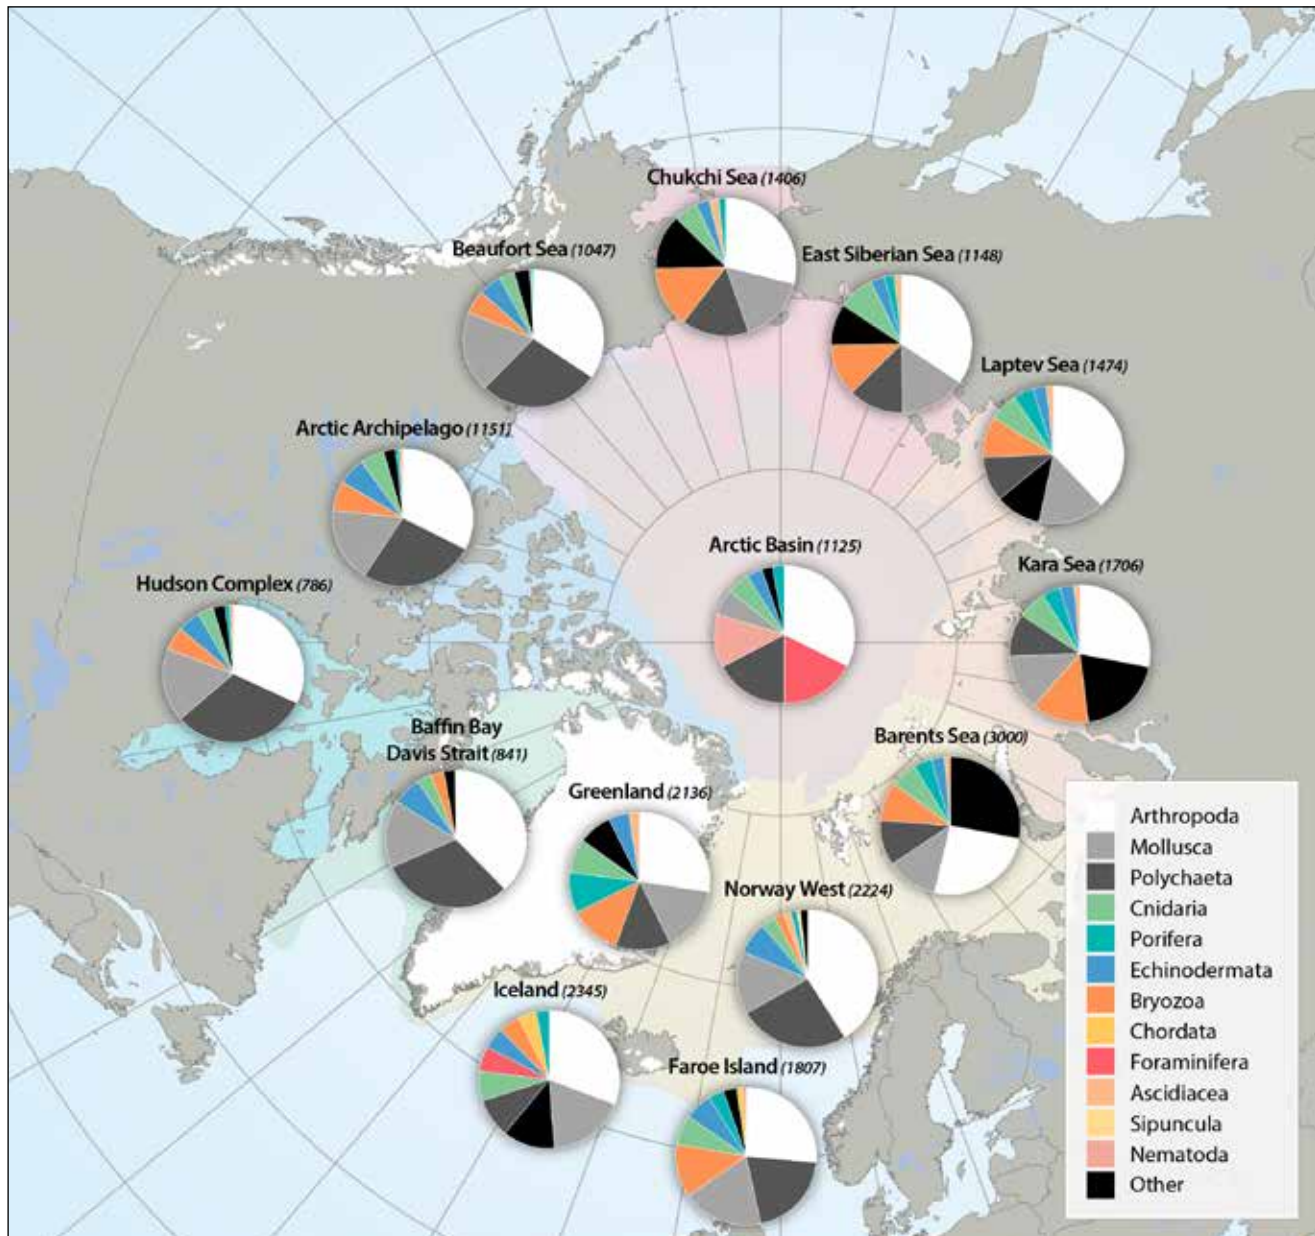 Chukchi Sea (1406)
Beaufort Sea (1047)
East Siberian Sea (1148)
Laptev Sea (1474)
Arctic Archipelago (1151)
Arctic Basin (1125)
Kara Sea (1706)
Hudson Complex (786)
Baffin Bay
Davis Strait (841)
Barents Sea (3000)
Greenland (2136)
Norway West (2224)
Iceland (2345)
Faroe Island (1807)
Arthropoda
Mollusca
Polychaeta
Cnidaria
Porifera
Echinodermata
Bryozoa
Chordata
Foraminifera
Ascidiacea
Sipuncula
Nematoda
Other